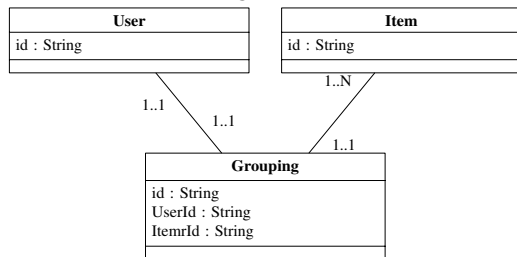 User
id : String
Item
id : String
1..1
1..N
1..1
1..1
Grouping
id : String
UserId : String
ItemrId : String